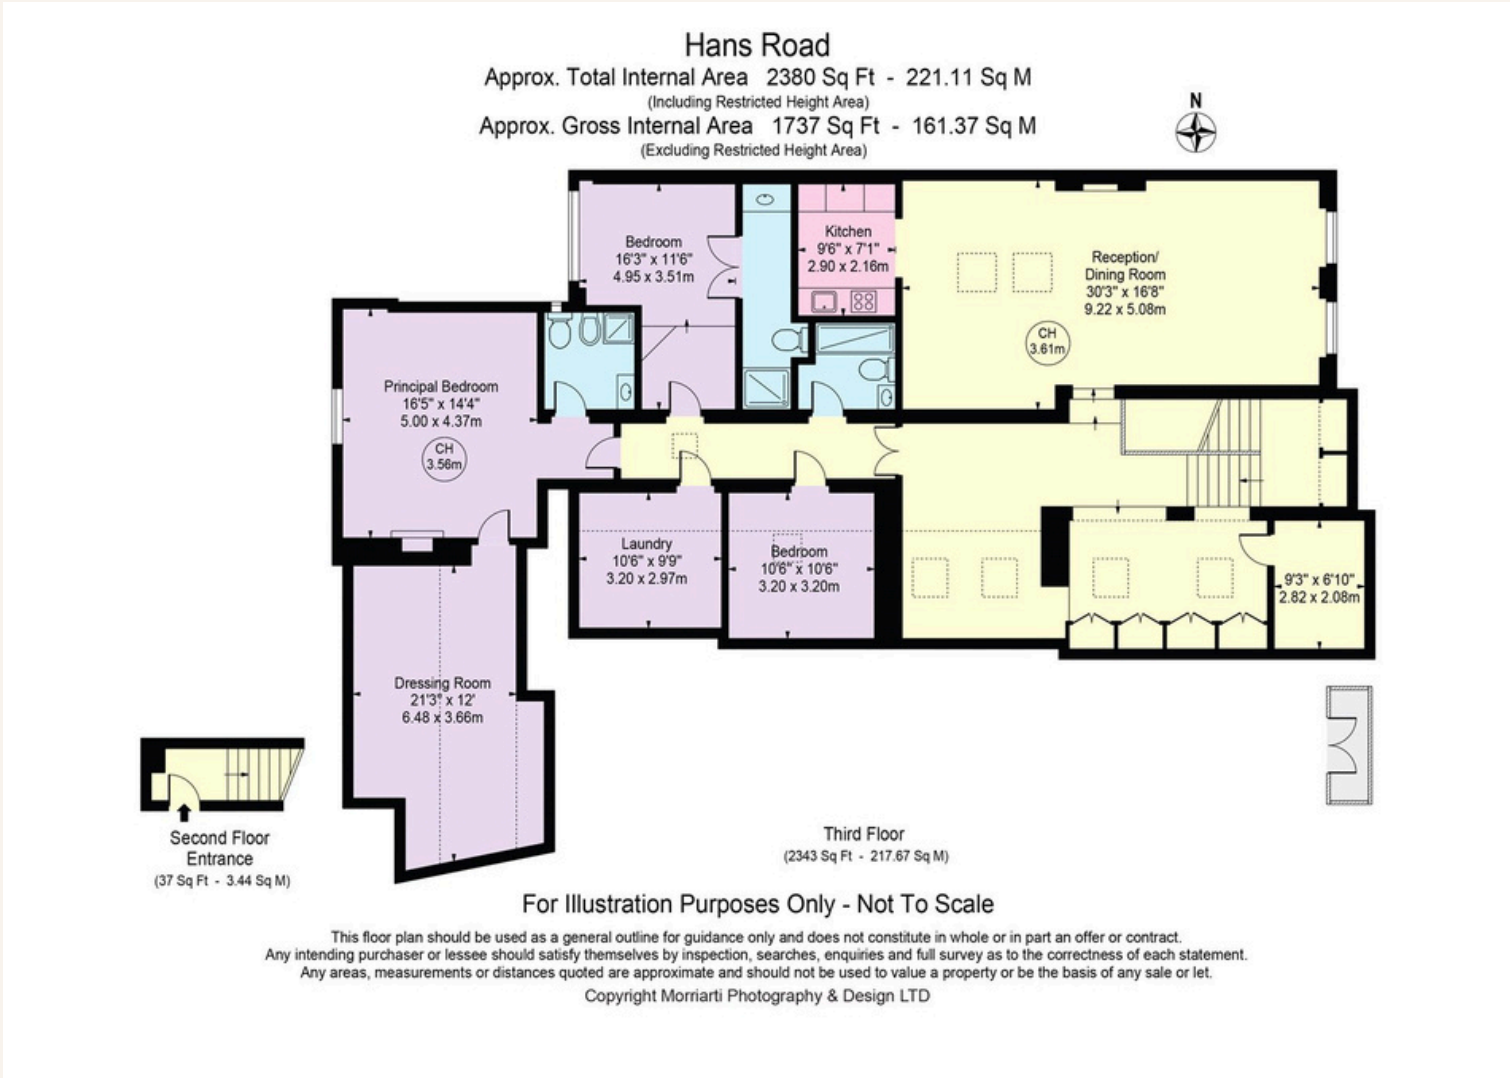 Hans Road
Approx. Total Internal Area 2380 Sq Ft - 221.11 Sq M
(Including Restricted Height Area)
Approx. Gross Internal Area 1737 Sq Ft - 161.37 Sq M
(Excluding Restricted Height Area)
N
Bedroom
16'3" x 11'6"
4.95 x 3.51m
Kitchen
9'6" x 7'1"
2.90 x 2.16m
Reception/
Dining Room
30'3" x 16'8"
9.22 x 5.08m
CH
3.61m
Principal Bedroom
16'5" x 14'4"
5.00 x 4.37m
CH
3.56m
Laundry
10'6" x 9'9"
3.20 x 2.97m
Bedroom
10'6" x 10'6"
3.20 x 3.20m
9'3" x 6'10"
2.82 x 2.08m
Dressing Room
21'3" x 12'
6.48 x 3.66m
Second Floor
Entrance
(37 Sq Ft - 3.44 Sq M)
Third Floor
(2343 Sq Ft - 217.67 Sq M)
For Illustration Purposes Only - Not To Scale
This floor plan should be used as a general outline for guidance only and does not constitute in whole or in part an offer or contract.
Any intending purchaser or lessee should satisfy themselves by inspection, searches, enquiries and full survey as to the correctness of each statement.
Any areas, measurements or distances quoted are approximate and should not be used to value a property or be the basis of any sale or let.
Copyright Morriarti Photography & Design LTD